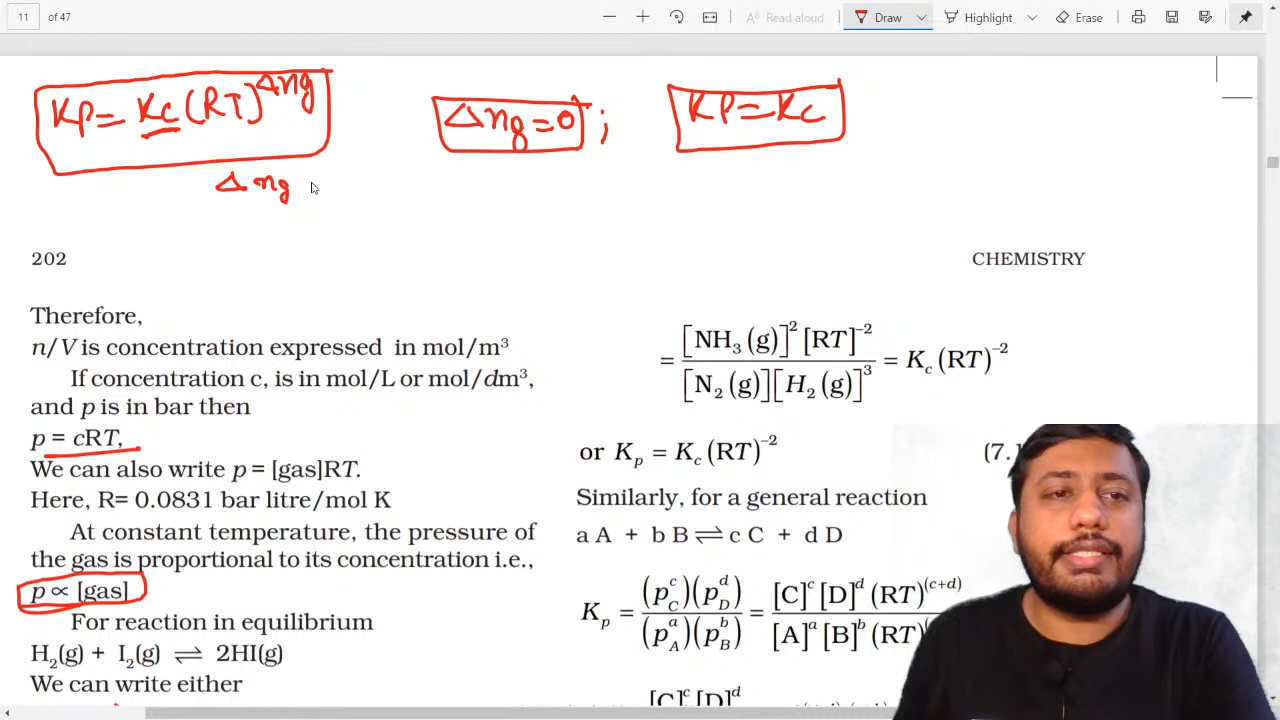 11 of 47
Read aloud
Draw
Highlight
Erase
Kp = Kc (RT)^Δng
Δng = 0 ;
Kp = Kc
Δng
202
CHEMISTRY
Therefore,
n/V is concentration expressed in mol/m³
If concentration c, is in mol/L or mol/dm³,
and p is in bar then
p = cRT,
We can also write p = [gas]RT.
Here, R= 0.0831 bar litre/mol K
At constant temperature, the pressure of
the gas is proportional to its concentration i.e.,
p ∝ [gas]
For reaction in equilibrium
H₂(g) + I₂(g) ⇌ 2HI(g)
We can write either
= [NH₃(g)]² [RT]⁻² / [N₂(g)][H₂(g)]³ = K_c (RT)⁻²
or K_p = K_c (RT)⁻² (7.
Similarly, for a general reaction
a A + b B ⇌ c C + d D
K_p = (p_C^c)(p_D^d) / (p_A^a)(p_B^b) = [C]^c [D]^d (RT)^(c+d) / [A]^a [B]^b (RT)^(
[C]^c [D]^d